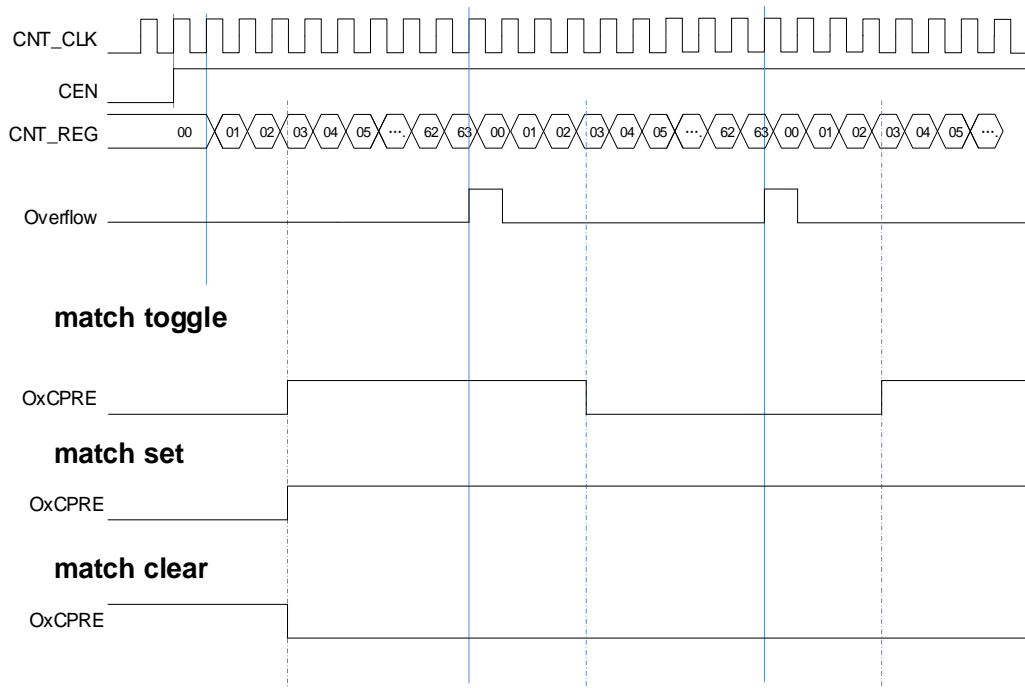 CNT_CLK
CEN
CNT_REG 00 01 02 03 04 05 .... 62 63 00 01 02 03 04 05 .... 62 63 00 01 02 03 04 05 ....
Overflow
match toggle
OxCPRE
match set
OxCPRE
match clear
OxCPRE